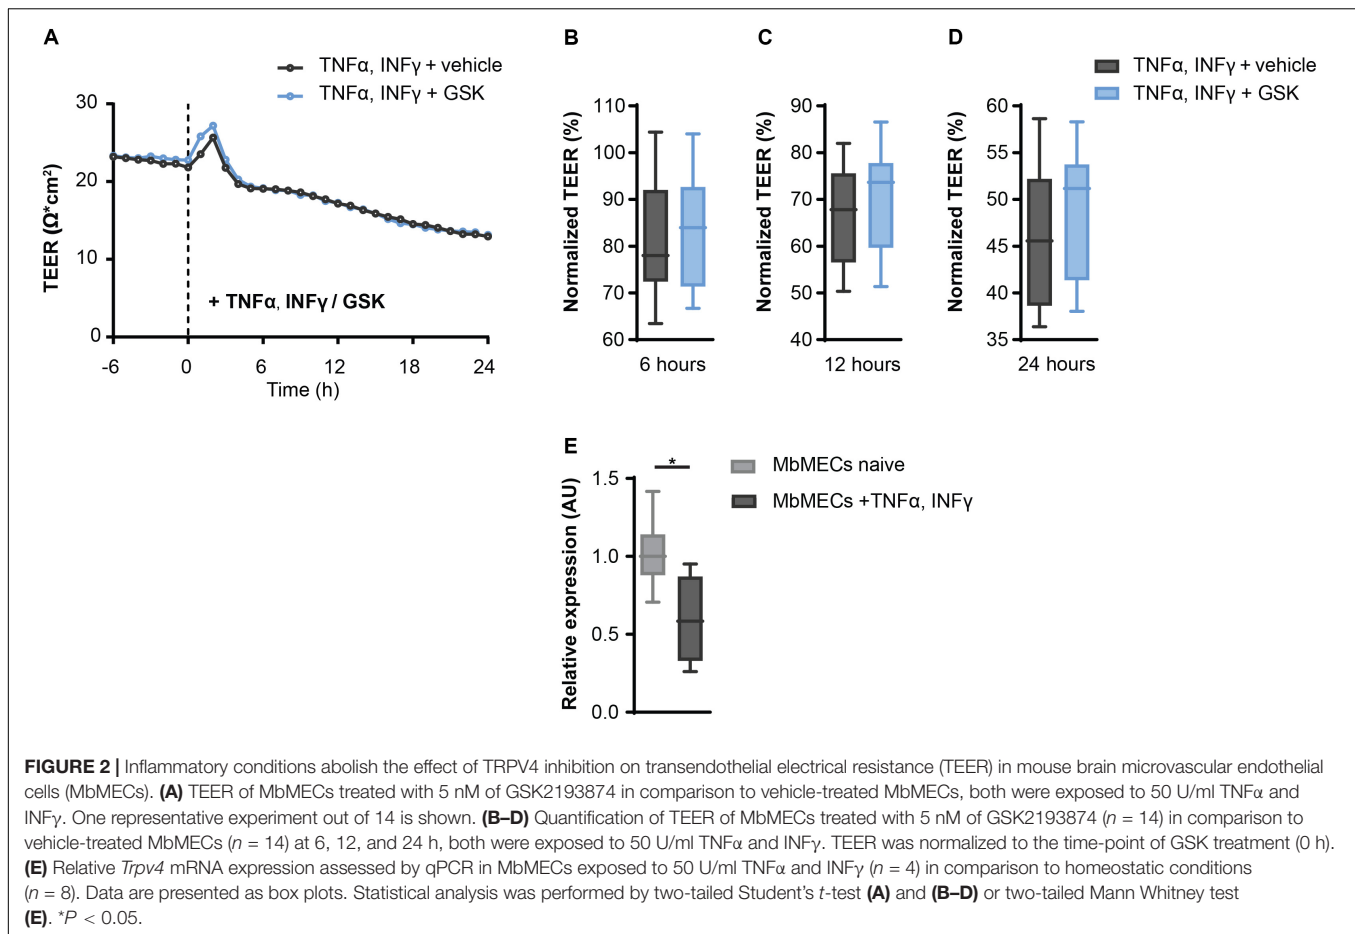 A
TNFα, INFγ + vehicle
TNFα, INFγ + GSK
30
20
10
0
TEER (Ω*cm²)
+ TNFα, INFγ / GSK
-6 0 6 12 18 24
Time (h)
B
110
100
90
80
70
60
Normalized TEER (%)
6 hours
C
90
80
70
60
50
40
Normalized TEER (%)
12 hours
D
TNFα, INFγ + vehicle
TNFα, INFγ + GSK
60
55
50
45
40
35
Normalized TEER (%)
24 hours
E
MbMECs naive
MbMECs +TNFα, INFγ
*
1.5
1.0
0.5
0.0
Relative expression (AU)
FIGURE 2 | Inflammatory conditions abolish the effect of TRPV4 inhibition on transendothelial electrical resistance (TEER) in mouse brain microvascular endothelial
cells (MbMECs). (A) TEER of MbMECs treated with 5 nM of GSK2193874 in comparison to vehicle-treated MbMECs, both were exposed to 50 U/ml TNFα and
INFγ. One representative experiment out of 14 is shown. (B–D) Quantification of TEER of MbMECs treated with 5 nM of GSK2193874 (n = 14) in comparison to
vehicle-treated MbMECs (n = 14) at 6, 12, and 24 h, both were exposed to 50 U/ml TNFα and INFγ. TEER was normalized to the time-point of GSK treatment (0 h).
(E) Relative Trpv4 mRNA expression assessed by qPCR in MbMECs exposed to 50 U/ml TNFα and INFγ (n = 4) in comparison to homeostatic conditions
(n = 8). Data are presented as box plots. Statistical analysis was performed by two-tailed Student's t-test (A) and (B–D) or two-tailed Mann Whitney test
(E). *P < 0.05.